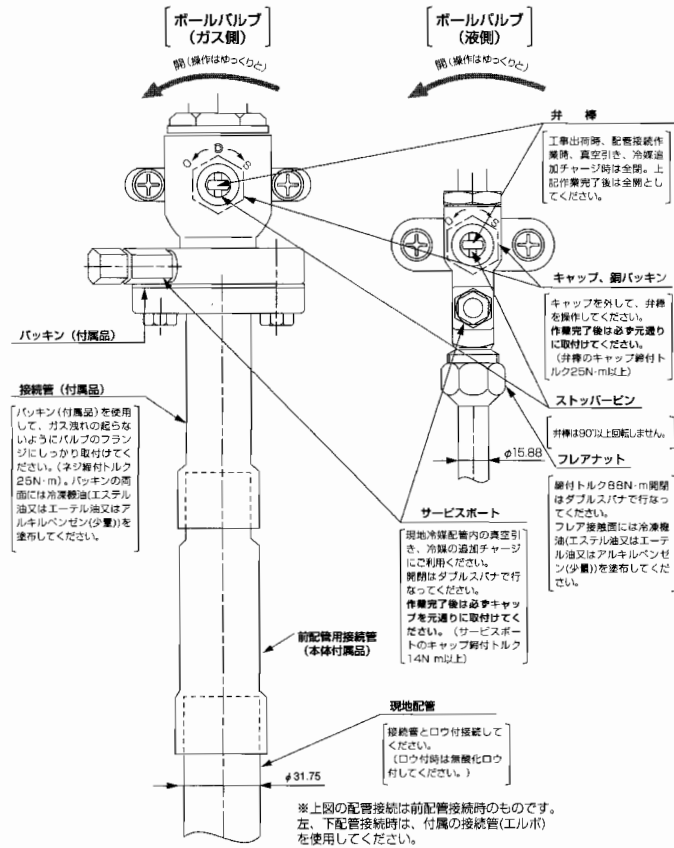 ボールバルブ
(ガス側)
開(操作はゆっくりと)
ボールバルブ
(液側)
開(操作はゆっくりと)
O D S
D S
弁 棒
工事出荷時、配管接続作
業時、真空引き、冷媒追
加チャージ時は全閉。上
記作業完了後は全開とし
てください。
キャップ、銅パッキン
キャップを外して、弁棒
を操作してください。
作業完了後は必ず元通り
に取付けてください。
(弁棒のキャップ締付ト
ルク25N·m以上)
ストッパーピン
弁棒は90°以上回転しません。
φ15.88
フレアナット
締付トルク88N·m開閉
はダブルスパナで行なっ
てください。
フレア接触面には冷凍機
油(エステル油又はエーテ
ル油又はアルキルベンゼ
ン(少量))を塗布してくだ
さい。
パッキン(付属品)
接続管(付属品)
パッキン(付属品)を使用
して、ガス洩れの起らな
いようにバルブのフラン
ジにしっかり取付けてく
ださい。(ネジ締付トルク
25N·m)。パッキンの両
面には冷凍機油(エステル
油又はエーテル油又はア
ルキルベンゼン(少量))を
塗布してください。
サービスポート
現地冷媒配管内の真空引
き、冷媒の追加チャージ
にご利用ください。
開閉はダブルスパナで行
なってください。
作業完了後は必ずキャッ
プを元通りに取付けてく
ださい。(サービスポー
トのキャップ締付トルク
14N m以上)
前配管用接続管
(本体付属品)
現地配管
接続管とロウ付接続して
ください。
(ロウ付時は無酸化ロウ
付してください。)
φ31.75
※上図の配管接続は前配管接続時のものです。
左、下配管接続時は、付属の接続管(エルボ)
を使用してください。